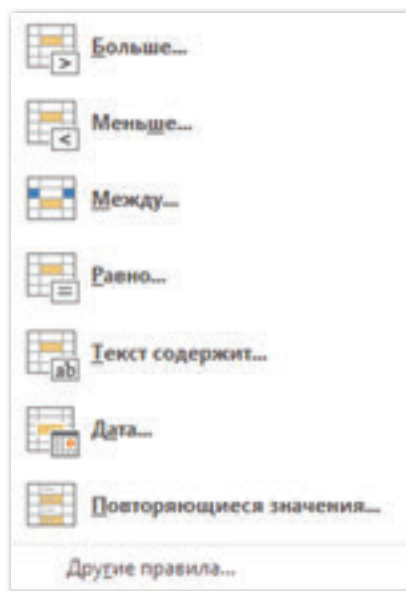 Больше...
Меньше...
Между...
Равно...
Текст содержит...
Дата...
Повторяющиеся значения...
Другие правила...